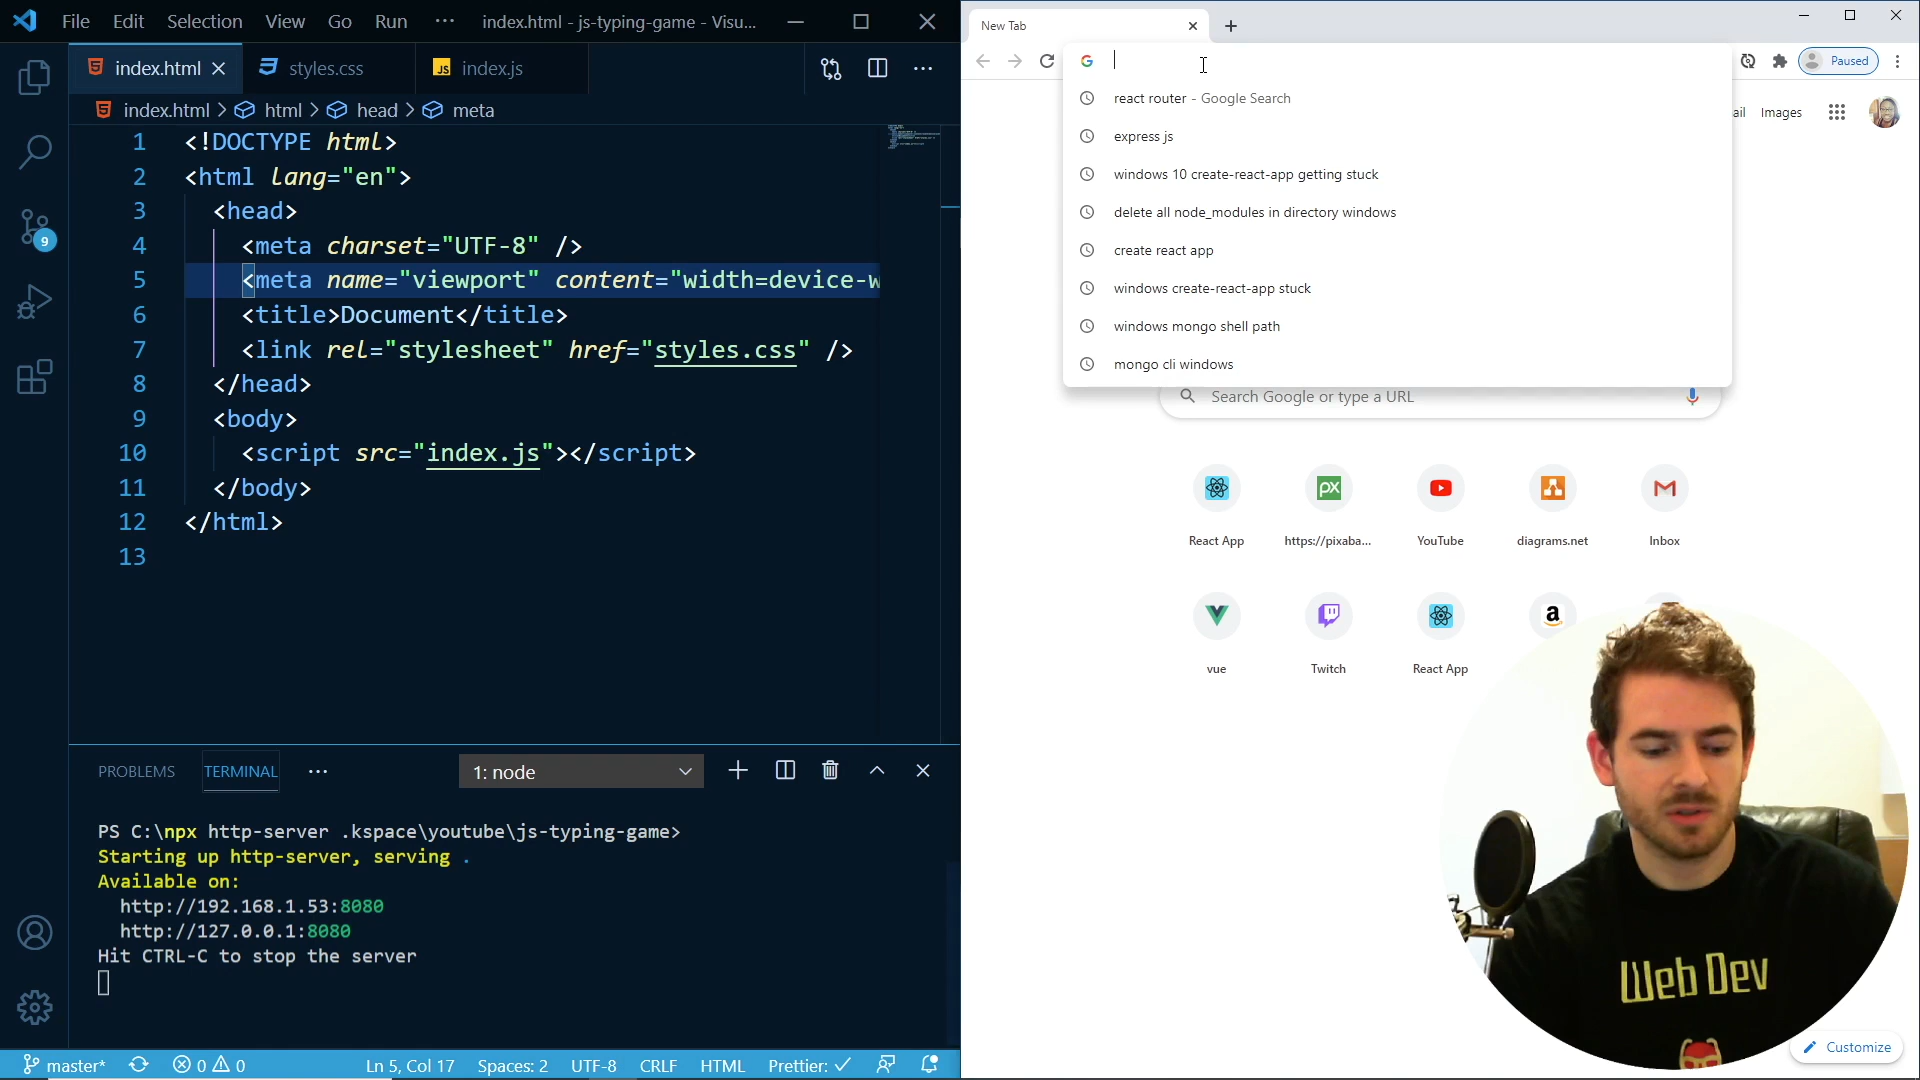 File Edit Selection View Go Run ··· index.html - js-typing-game - Visu...
index.html
styles.css
JS index.js
index.html > html > head > meta
1 <!DOCTYPE html>
2 <html lang="en">
3 <head>
4 <meta charset="UTF-8" />
5 <meta name="viewport" content="width=device-w
6 <title>Document</title>
7 <link rel="stylesheet" href="styles.css" />
8 </head>
9 <body>
10 <script src="index.js"></script>
11 </body>
12 </html>
13
9
PROBLEMS TERMINAL ··· 1: node
PS C:\npx http-server .kspace\youtube\js-typing-game>
Starting up http-server, serving .
Available on:
http://192.168.1.53:8080
http://127.0.0.1:8080
Hit CTRL-C to stop the server
master* 0 0 Ln 5, Col 17 Spaces: 2 UTF-8 CRLF HTML Prettier: ✓
New Tab
Paused
react router - Google Search
express js
windows 10 create-react-app getting stuck
delete all node_modules in directory windows
create react app
windows create-react-app stuck
windows mongo shell path
mongo cli windows
ail Images
Search Google or type a URL
PX
React App https://pixaba... YouTube diagrams.net Inbox
a
vue Twitch React App
Web Dev
Customize